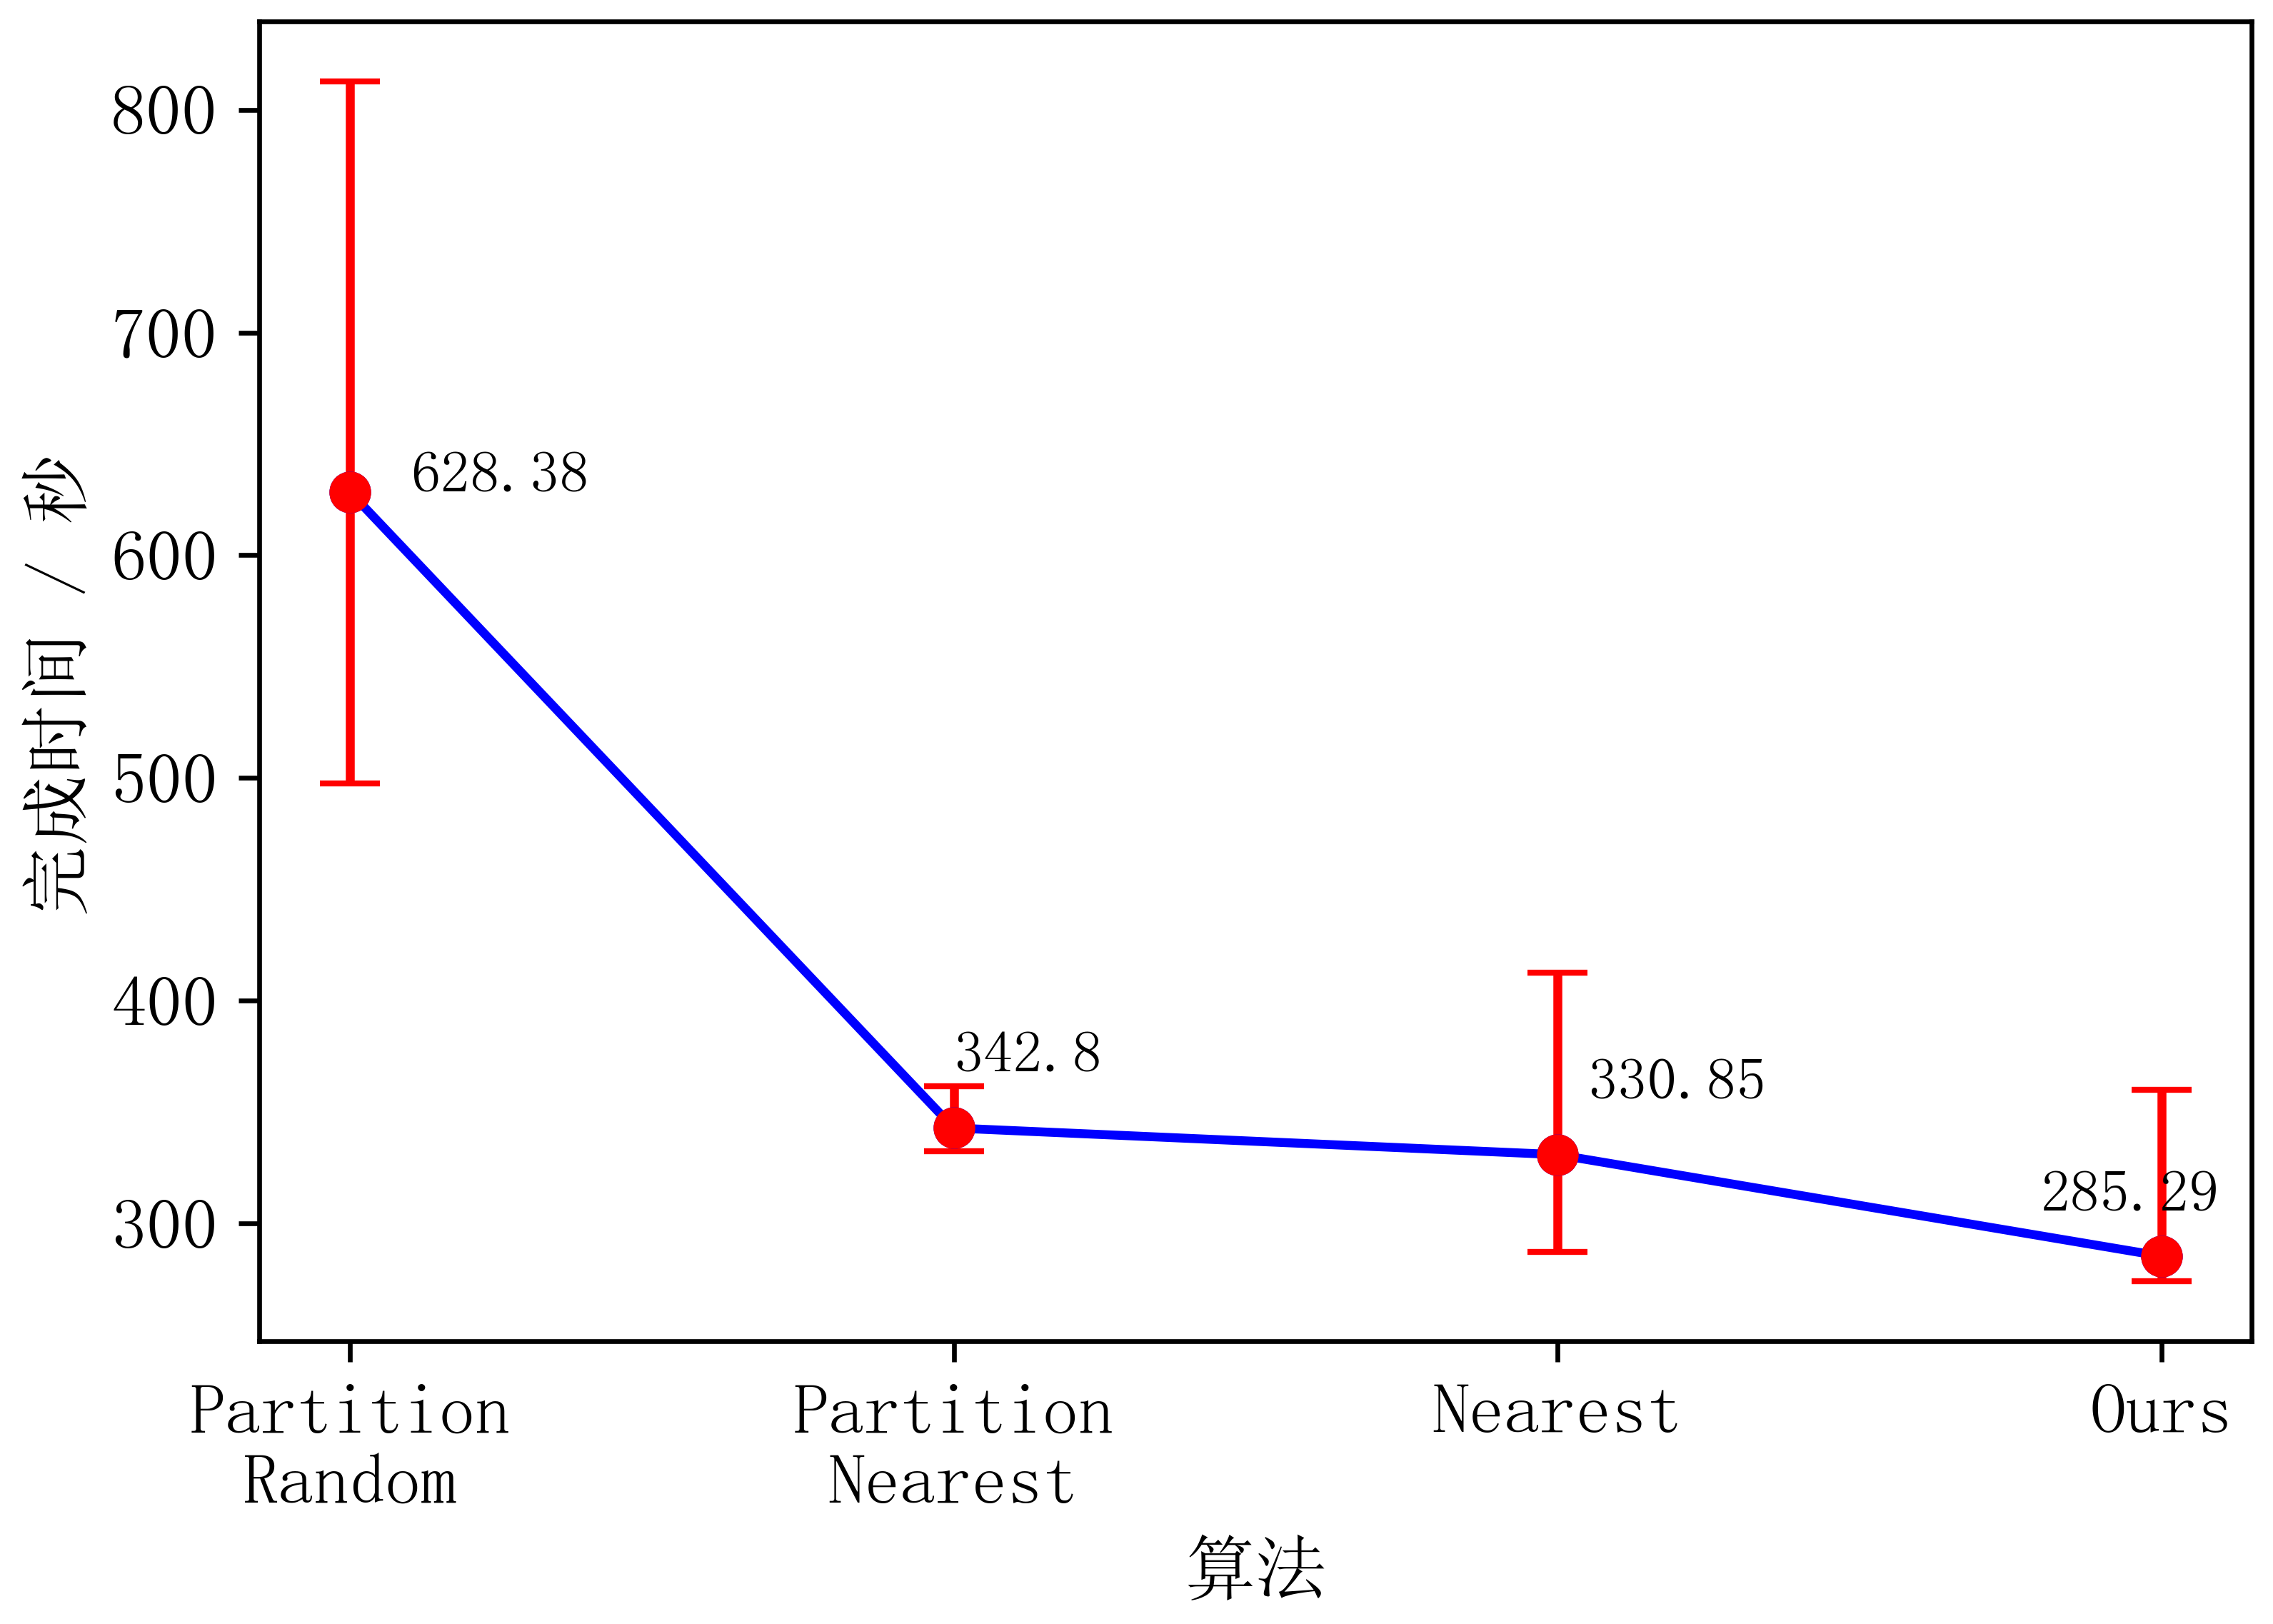 完成时间 / 秒
800
700
600
500
400
300
628.38
342.8
330.85
285.29
Partition
Random
Partition
Nearest
Nearest
Ours
算法